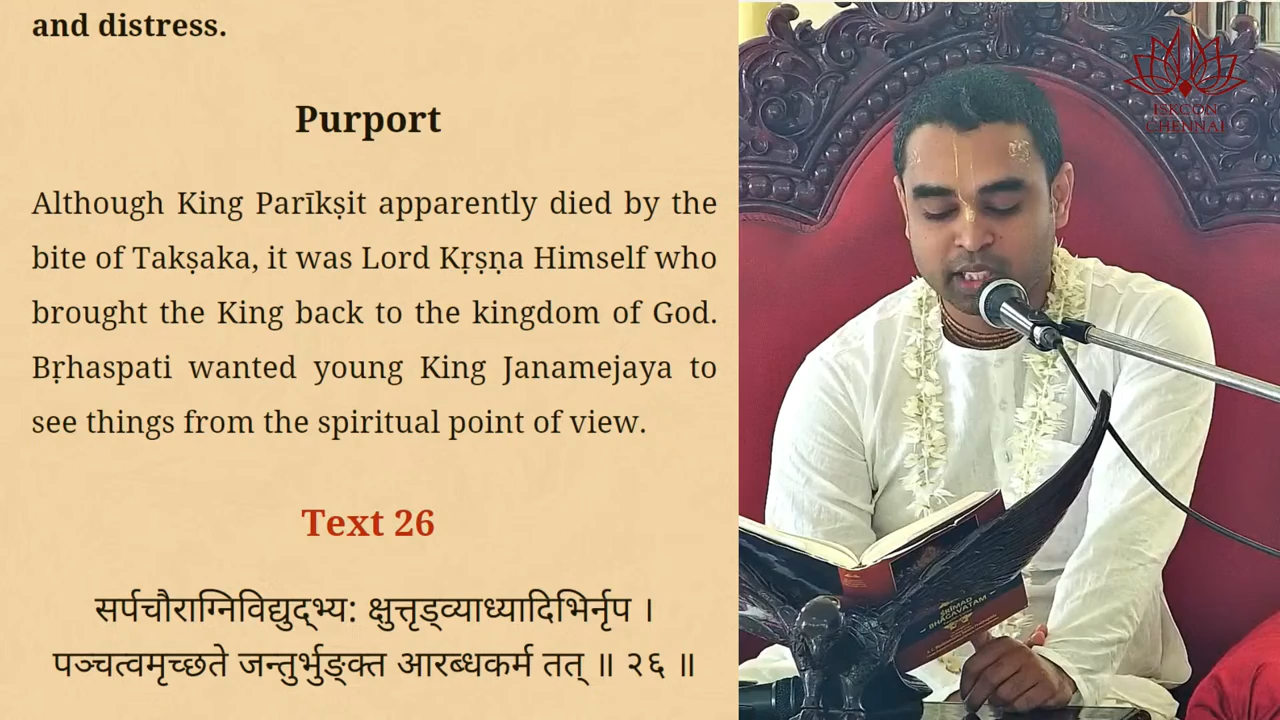 and distress.
Purport
Although King Parīkṣit apparently died by the
bite of Takṣaka, it was Lord Kṛṣṇa Himself who
brought the King back to the kingdom of God.
Bṛhaspati wanted young King Janamejaya to
see things from the spiritual point of view.
Text 26
सर्पचौराग्निविद्युद्‍भ्य: क्षुत्तृड्‍व्याध्यादिभिर्नृप ।
पञ्चत्वमृच्छते जन्तुर्भुङ्क्त आरब्धकर्म तत् ॥ २६ ॥
ISKCON
CHENNAI
ŚRĪMAD
BHĀGAVATAM